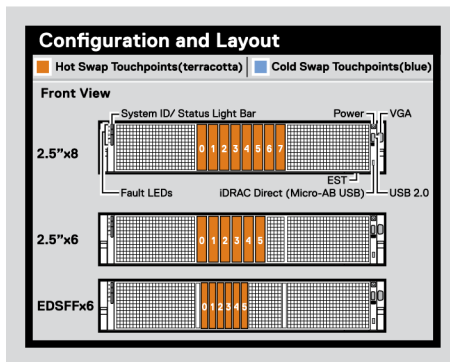 Configuration and Layout
Hot Swap Touchpoints(terracotta) Cold Swap Touchpoints(blue)
Front View
System ID/ Status Light Bar Power VGA
2.5”x8 0 1 2 3 4 5 6 7
EST
Fault LEDs iDRAC Direct (Micro-AB USB) USB 2.0
2.5”x6 0 1 2 3 4 5
EDSFFx6 0 1 2 3 4 5